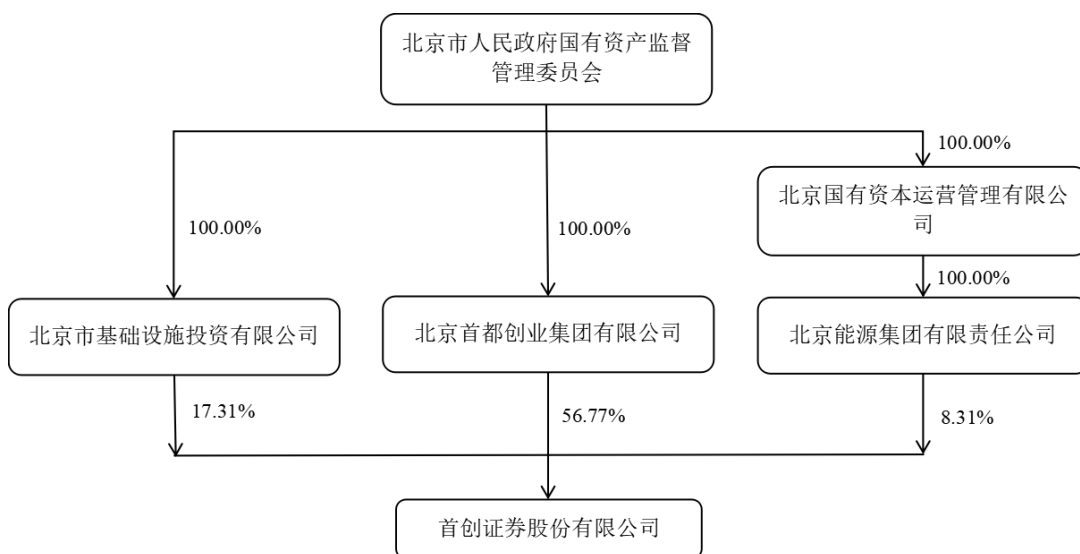 北京市人民政府国有资产监督
管理委员会
100.00%
北京国有资本运营管理有限公
司
100.00%
100.00%
100.00%
北京市基础设施投资有限公司
北京首都创业集团有限公司
北京能源集团有限责任公司
17.31%
56.77%
8.31%
首创证券股份有限公司